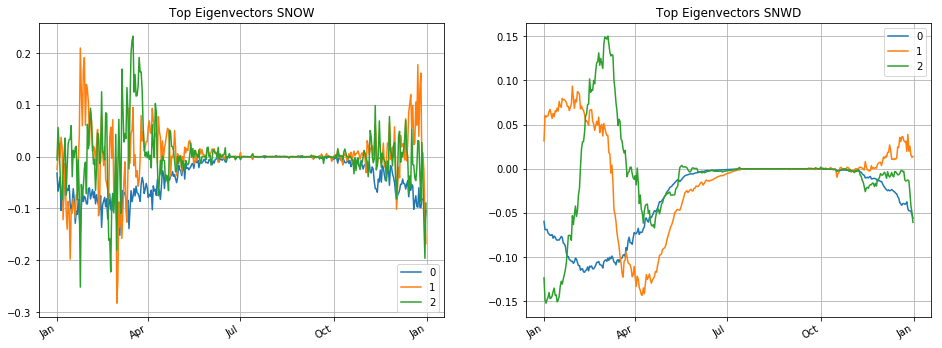 Top Eigenvectors SNOW
0.2
0.1
0.0
−0.1
−0.2
−0.3
Jan
Apr
Jul
Oct
Jan
0
1
2
Top Eigenvectors SNWD
0.15
0.10
0.05
0.00
−0.05
−0.10
−0.15
Jan
Apr
Jul
Oct
Jan
0
1
2